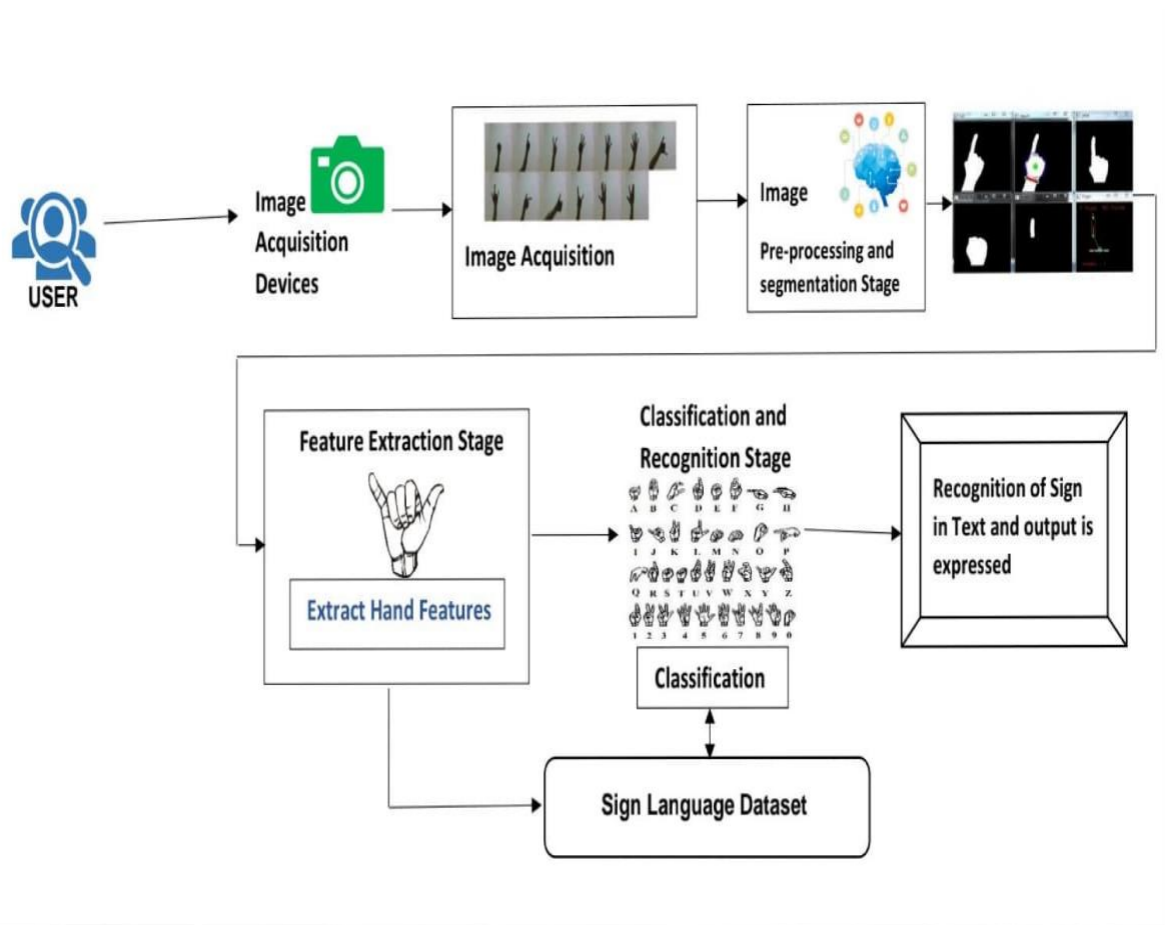 USER
Image
Acquisition
Devices
Image Acquisition
Image
Pre-processing and
segmentation Stage
Feature Extraction Stage
Extract Hand Features
Classification and
Recognition Stage
A B C D E F G H
I J K L M N O P
Q R S T U V W X Y Z
1 2 3 4 5 6 7 8 9 0
Classification
Recognition of Sign
in Text and output is
expressed
Sign Language Dataset